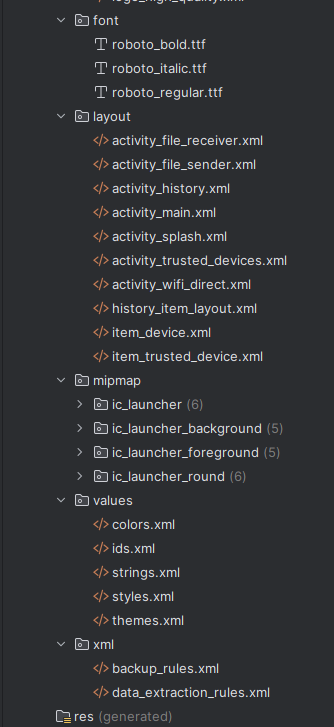 font
roboto_bold.ttf
roboto_italic.ttf
roboto_regular.ttf
layout
activity_file_receiver.xml
activity_file_sender.xml
activity_history.xml
activity_main.xml
activity_splash.xml
activity_trusted_devices.xml
activity_wifi_direct.xml
history_item_layout.xml
item_device.xml
item_trusted_device.xml
mipmap
ic_launcher (6)
ic_launcher_background (5)
ic_launcher_foreground (5)
ic_launcher_round (6)
values
colors.xml
ids.xml
strings.xml
styles.xml
themes.xml
xml
backup_rules.xml
data_extraction_rules.xml
res (generated)